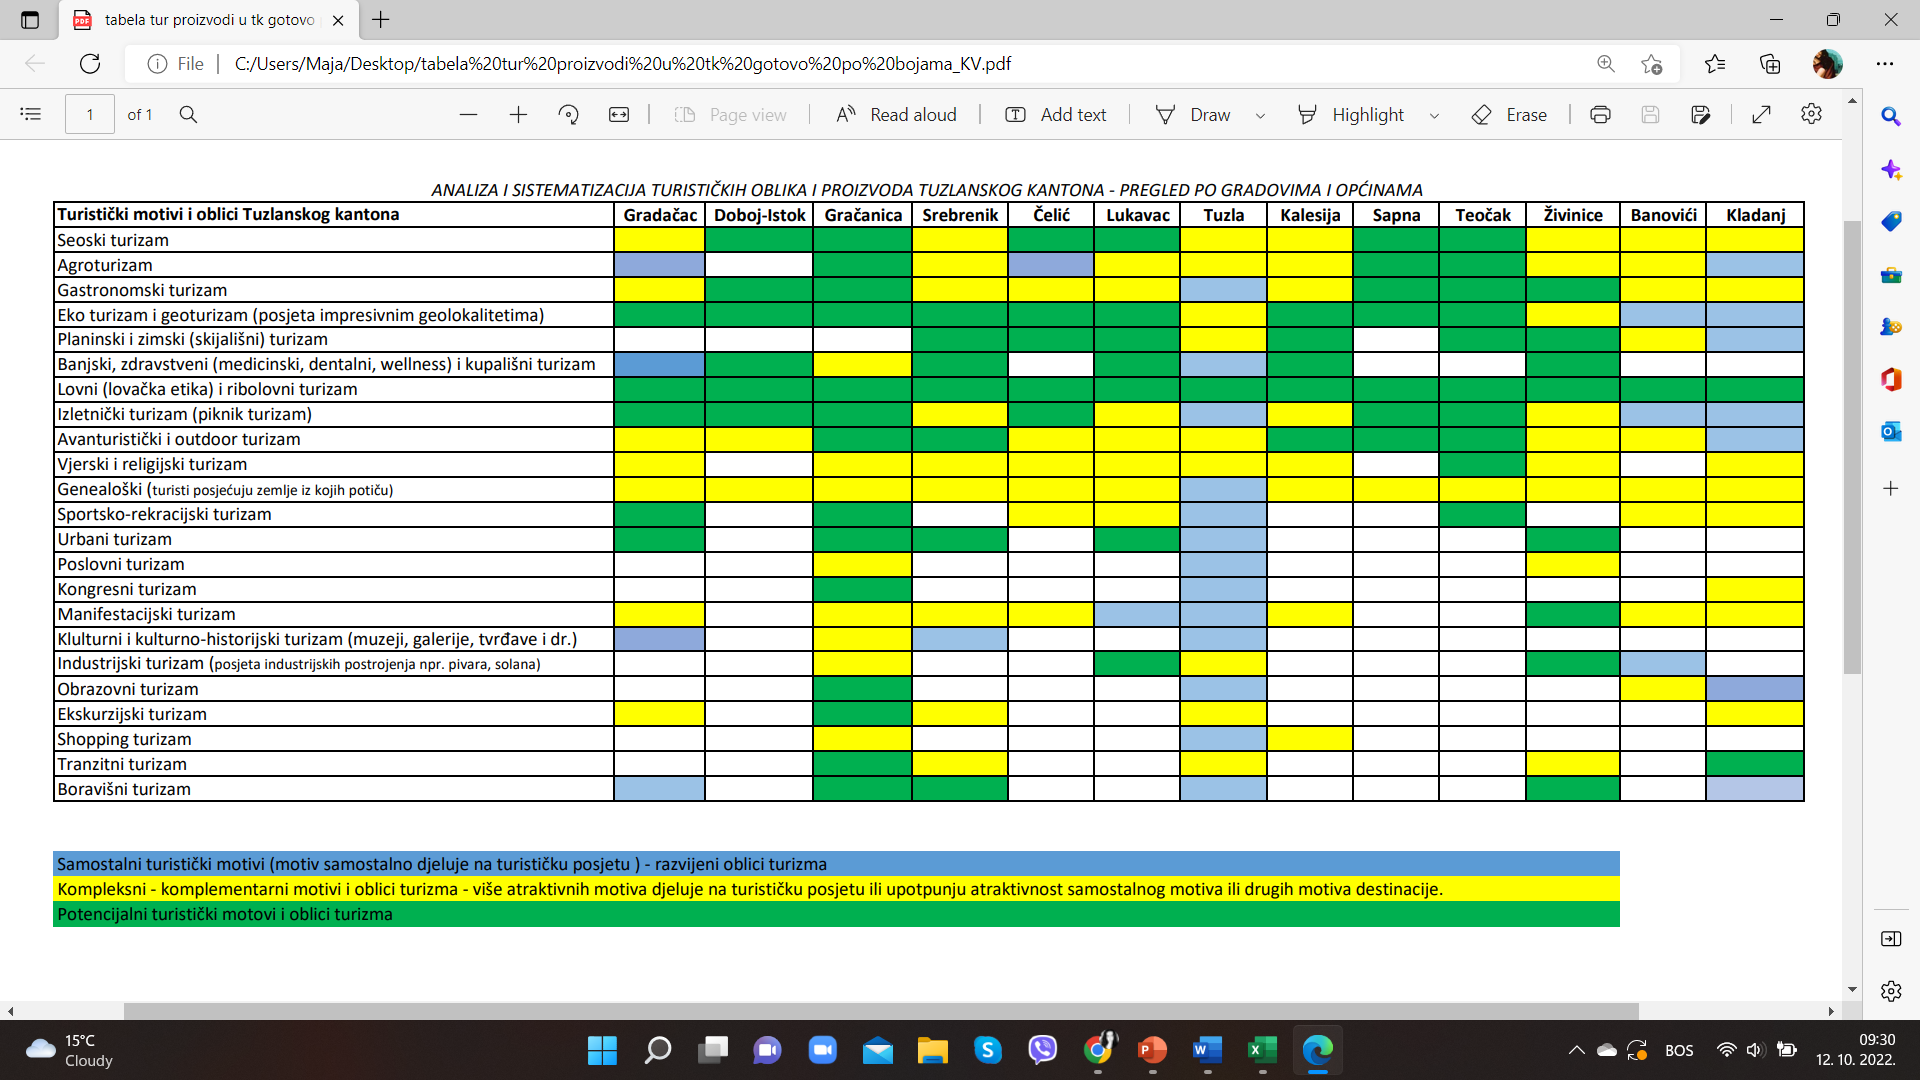 tabela tur proizvodi u tk gotovo
File
C:/Users/Maja/Desktop/tabela%20tur%20proizvodi%20u%20tk%20gotovo%20po%20bojama_KV.pdf
1 of 1 Page view Read aloud Add text Draw Highlight Erase
ANALIZA I SISTEMATIZACIJA TURISTIČKIH OBLIKA I PROIZVODA TUZLANSKOG KANTONA - PREGLED PO GRADOVIMA I OPĆINAMA
Turistički motivi i oblici Tuzlanskog kantona Gradačac Doboj-Istok Gračanica Srebrenik Čelić Lukavac Tuzla Kalesija Sapna Teočak Živinice Banovići Kladanj
Seoski turizam
Agroturizam
Gastronomski turizam
Eko turizam i geoturizam (posjeta impresivnim geolokalitetima)
Planinski i zimski (skijališni) turizam
Banjski, zdravstveni (medicinski, dentalni, wellness) i kupališni turizam
Lovni (lovačka etika) i ribolovni turizam
Izletnički turizam (piknik turizam)
Avanturistički i outdoor turizam
Vjerski i religijski turizam
Genealoški (turisti posjećuju zemlje iz kojih potiču)
Sportsko-rekracijski turizam
Urbani turizam
Poslovni turizam
Kongresni turizam
Manifestacijski turizam
Klulturni i kulturno-historijski turizam (muzeji, galerije, tvrđave i dr.)
Industrijski turizam (posjeta industrijskih postrojenja npr. pivara, solana)
Obrazovni turizam
Ekskurzijski turizam
Shopping turizam
Tranzitni turizam
Boravišni turizam
Samostalni turistički motivi (motiv samostalno djeluje na turističku posjetu ) - razvijeni oblici turizma
Kompleksni - komplementarni motivi i oblici turizma - više atraktivnih motiva djeluje na turističku posjetu ili upotpunju atraktivnost samostalnog motiva ili drugih motiva destinacije.
Potencijalni turistički motovi i oblici turizma
15°C
Cloudy
BOS
09:30
12. 10. 2022.